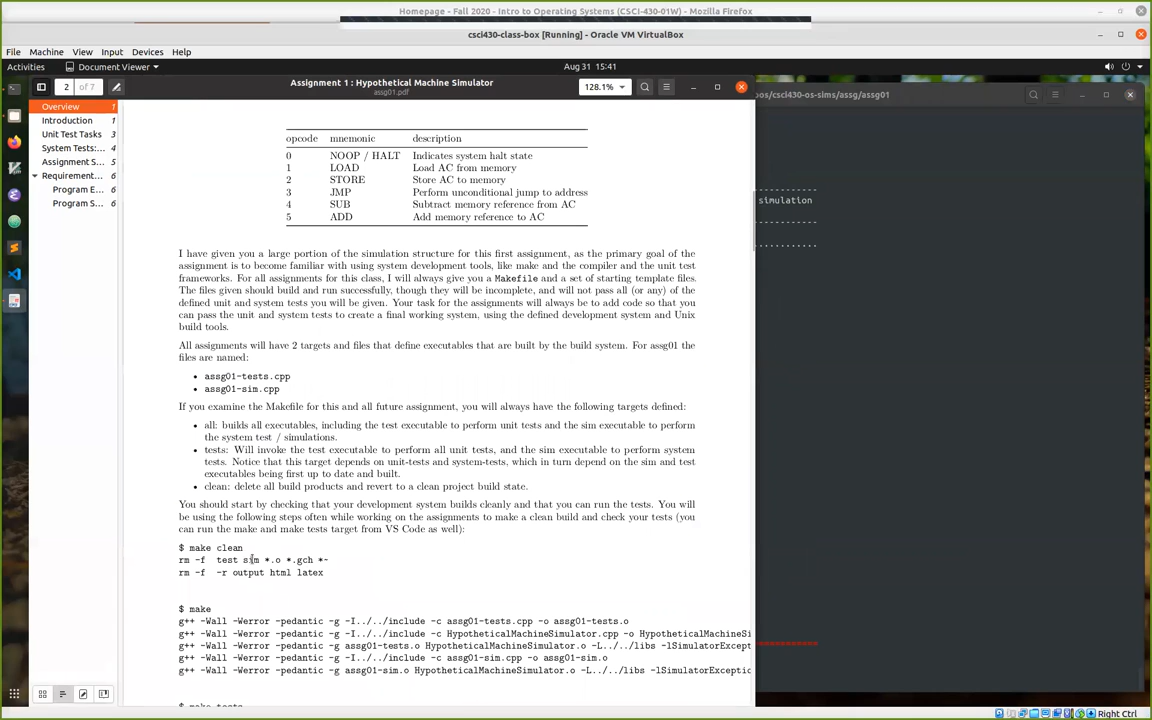 Homepage - Fall 2020 - Intro to Operating Systems (CSCI-430-01W) - Mozilla Firefox
csci430-class-box [Running] - Oracle VM VirtualBox
File Machine View Input Devices Help
Activities Document Viewer Aug 31 15:41
2 of 7 Assignment 1 : Hypothetical Machine Simulator 128.1%
assg01.pdf
os/csci430-os-sims/assg/assg01
Overview 1
Introduction 1
Unit Test Tasks 3
System Tests:... 4
Assignment S... 5
Requirement... 6
Program E... 6
Program S... 6
opcode mnemonic description
0 NOOP / HALT Indicates system halt state
1 LOAD Load AC from memory
2 STORE Store AC to memory
3 JMP Perform unconditional jump to address
4 SUB Subtract memory reference from AC
5 ADD Add memory reference to AC
simulation
I have given you a large portion of the simulation structure for this first assignment, as the primary goal of the
assignment is to become familiar with using system development tools, like make and the compiler and the unit test
frameworks. For all assignments for this class, I will always give you a Makefile and a set of starting template files.
The files given should build and run successfully, though they will be incomplete, and will not pass all (or any) of the
defined unit and system tests you will be given. Your task for the assignments will always be to add code so that you
can pass the unit and system tests to create a final working system, using the defined development system and Unix
build tools.
All assignments will have 2 targets and files that define executables that are built by the build system. For assg01 the
files are named:
• assg01-tests.cpp
• assg01-sim.cpp
If you examine the Makefile for this and all future assignment, you will always have the following targets defined:
• all: builds all executables, including the test executable to perform unit tests and the sim executable to perform
the system test / simulations.
• tests: Will invoke the test executable to perform all unit tests, and the sim executable to perform system
tests. Notice that this target depends on unit-tests and system-tests, which in turn depend on the sim and test
executables being first up to date and built.
• clean: delete all build products and revert to a clean project build state.
You should start by checking that your development system builds cleanly and that you can run the tests. You will
be using the following steps often while working on the assignments to make a clean build and check your tests (you
can run the make and make tests target from VS Code as well):
$ make clean
rm -f test sim *.o *.gch *~
rm -f -r output html latex
$ make
g++ -Wall -Werror -pedantic -g -I../../include -c assg01-tests.cpp -o assg01-tests.o
g++ -Wall -Werror -pedantic -g -I../../include -c HypotheticalMachineSimulator.cpp -o HypotheticalMachineSi
g++ -Wall -Werror -pedantic -g assg01-tests.o HypotheticalMachineSimulator.o -L../../libs -lSimulatorExcept
g++ -Wall -Werror -pedantic -g -I../../include -c assg01-sim.cpp -o assg01-sim.o
g++ -Wall -Werror -pedantic -g assg01-sim.o HypotheticalMachineSimulator.o -L../../libs -lSimulatorExceptic
$ make tests
Right Ctrl